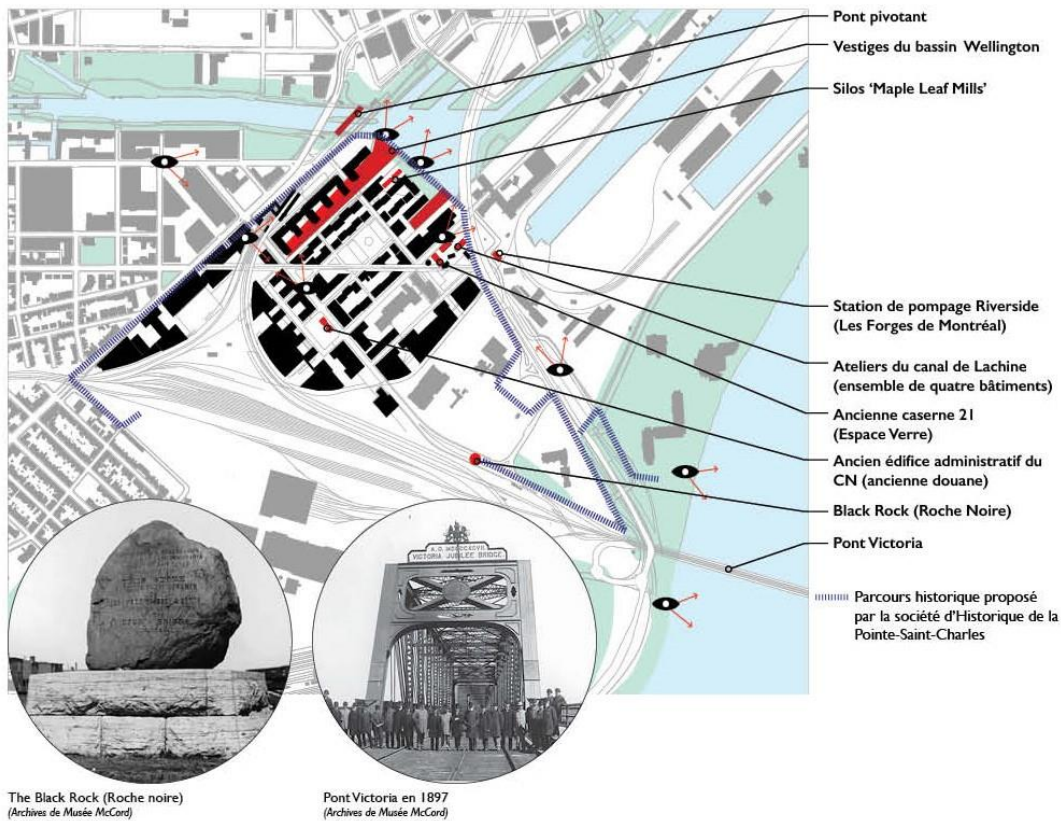 Pont pivotant
Vestiges du bassin Wellington
Silos 'Maple Leaf Mills'
Station de pompage Riverside
(Les Forges de Montréal)
Ateliers du canal de Lachine
(ensemble de quatre bâtiments)
Ancienne caserne 21
(Espace Verre)
Ancien édifice administratif du
CN (ancienne douane)
Black Rock (Roche Noire)
Pont Victoria
Parcours historique proposé
par la société d'Historique de la
Pointe-Saint-Charles
VICTORIA JUBILEE BRIDGE
The Black Rock (Roche noire)
(Archives de Musée McCord)
Pont Victoria en 1897
(Archives de Musée McCord)